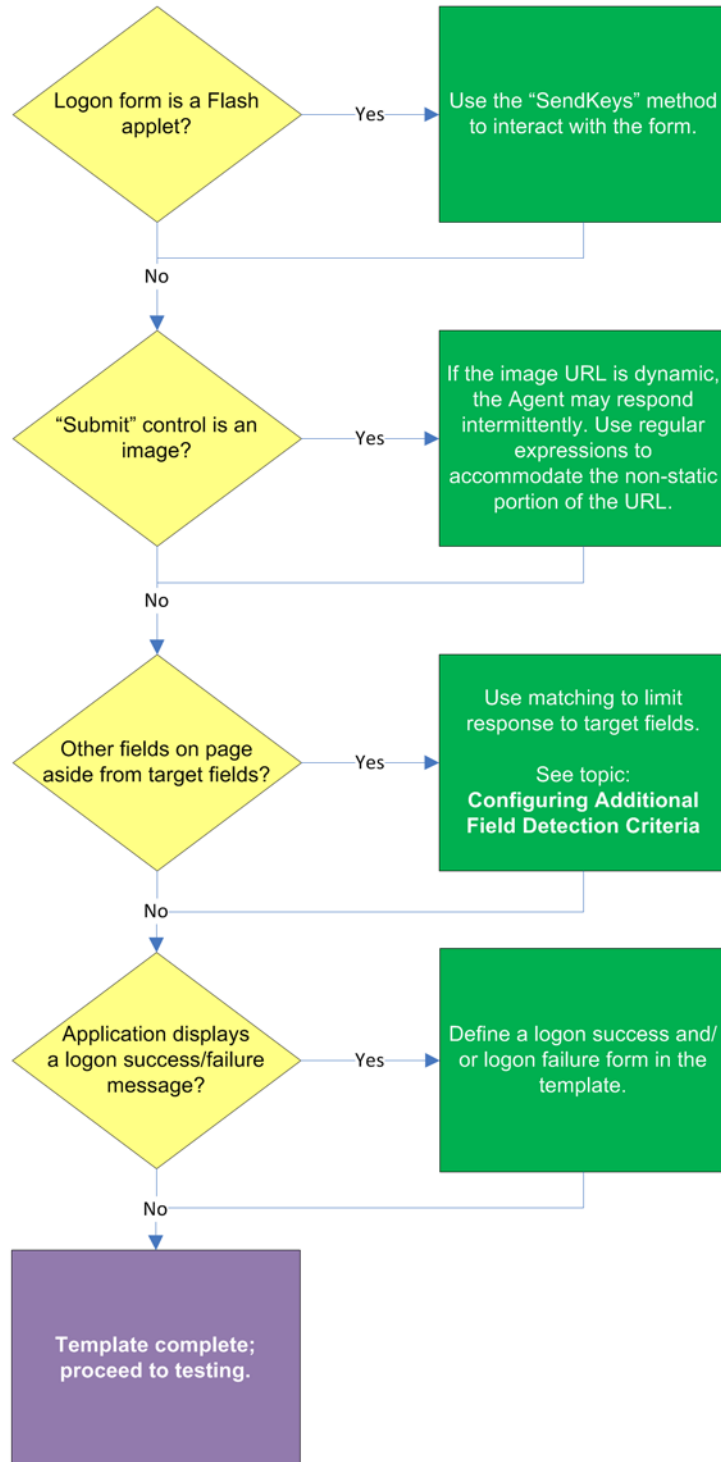 Logon form is a Flash
applet?
Yes
Use the “SendKeys” method
to interact with the form.
No
“Submit” control is an
image?
Yes
If the image URL is dynamic,
the Agent may respond
intermittently. Use regular
expressions to
accommodate the non-static
portion of the URL.
No
Other fields on page
aside from target fields?
Yes
Use matching to limit
response to target fields.
See topic:
Configuring Additional
Field Detection Criteria
No
Application displays
a logon success/failure
message?
Yes
Define a logon success and/
or logon failure form in the
template.
No
Template complete;
proceed to testing.